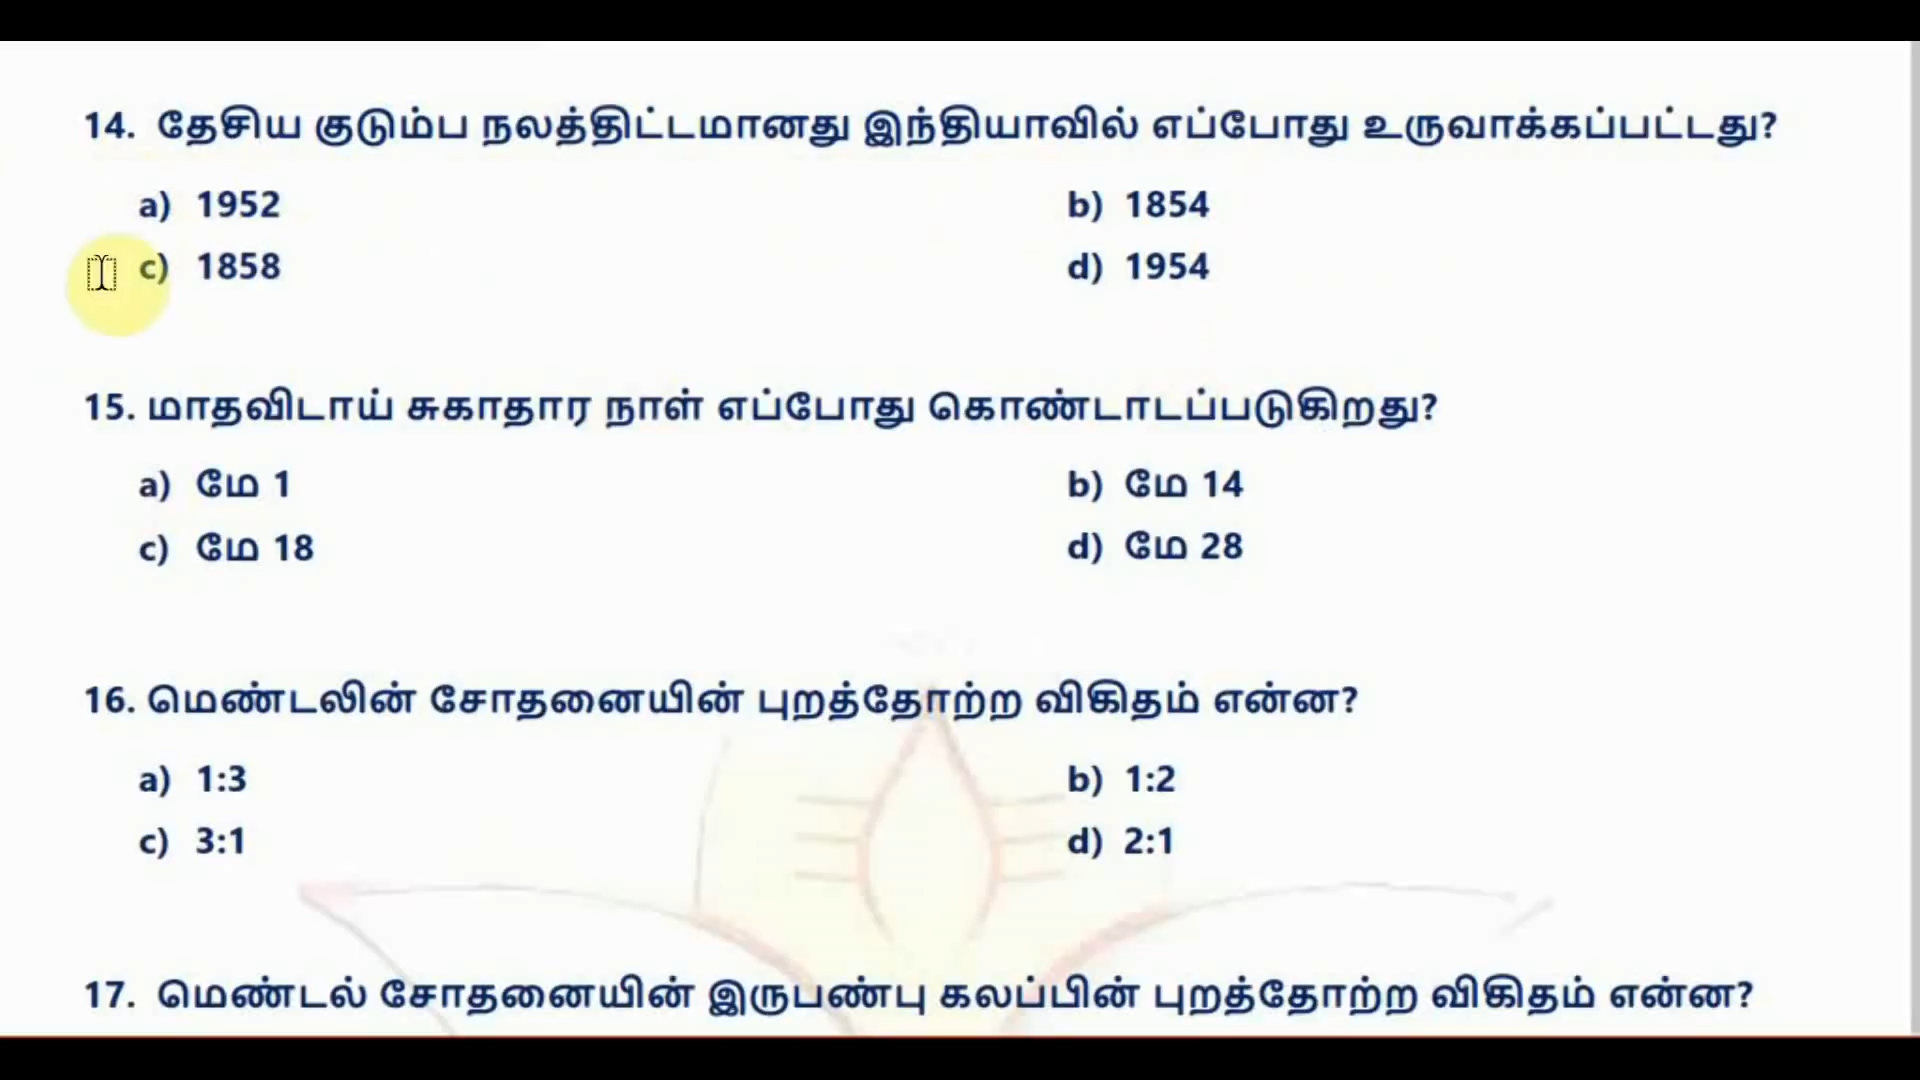 14. தேசிய குடும்ப நலத்திட்டமானது இந்தியாவில் எப்போது உருவாக்கப்பட்டது?
a) 1952 b) 1854
c) 1858 d) 1954
15. மாதவிடாய் சுகாதார நாள் எப்போது கொண்டாடப்படுகிறது?
a) மே 1 b) மே 14
c) மே 18 d) மே 28
16. மெண்டலின் சோதனையின் புறத்தோற்ற விகிதம் என்ன?
a) 1:3 b) 1:2
c) 3:1 d) 2:1
17. மெண்டல் சோதனையின் இருபண்பு கலப்பின் புறத்தோற்ற விகிதம் என்ன?